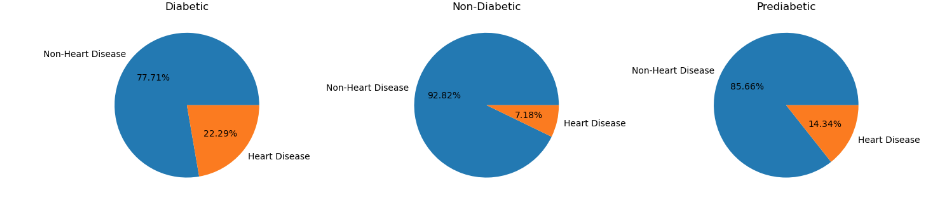 Diabetic
Non-Heart Disease
77.71%
22.29%
Heart Disease
Non-Diabetic
Non-Heart Disease
92.82%
7.18%
Heart Disease
Prediabetic
Non-Heart Disease
85.66%
14.34%
Heart Disease